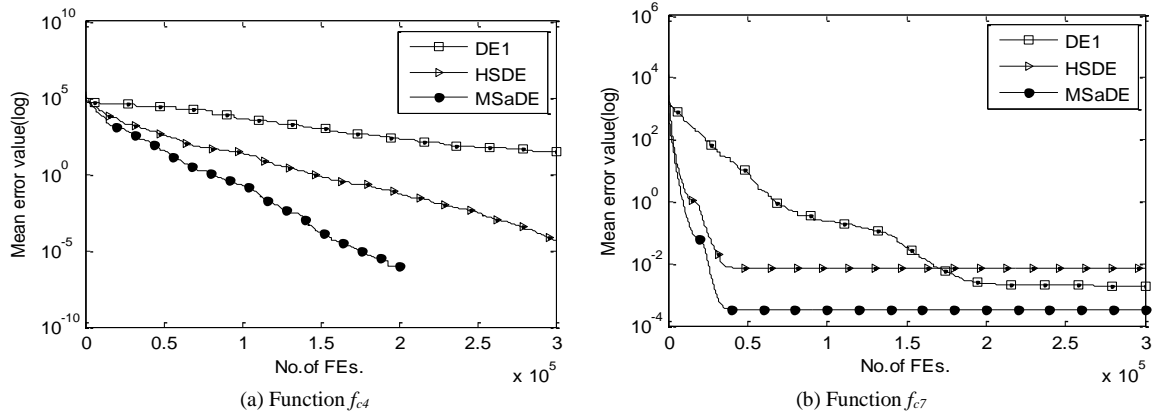 10^10
10^5
10^0
10^-5
10^-10
Mean error value(log)
DE1
HSDE
MSaDE
0 0.5 1 1.5 2 2.5 3
x 10^5
No.of FEs.
(a) Function f_c4
10^6
10^4
10^2
10^0
10^-2
10^-4
Mean error value(log)
DE1
HSDE
MSaDE
0 0.5 1 1.5 2 2.5 3
x 10^5
No.of FEs.
(b) Function f_c7